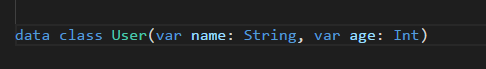 data class User(var name: String, var age: Int)